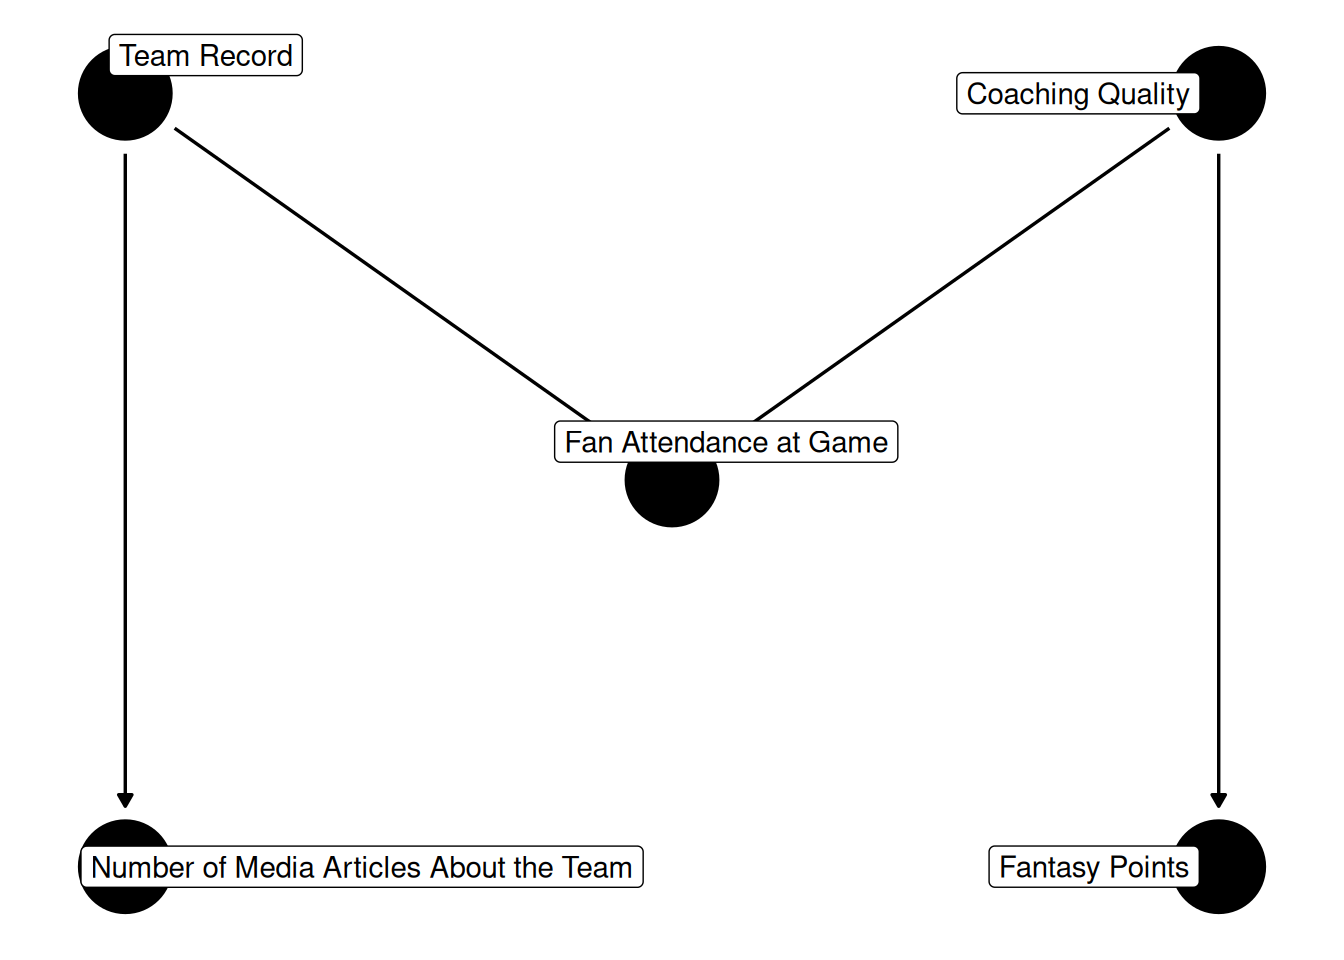 Team Record
Coaching Quality
Fan Attendance at Game
Number of Media Articles About the Team
Fantasy Points